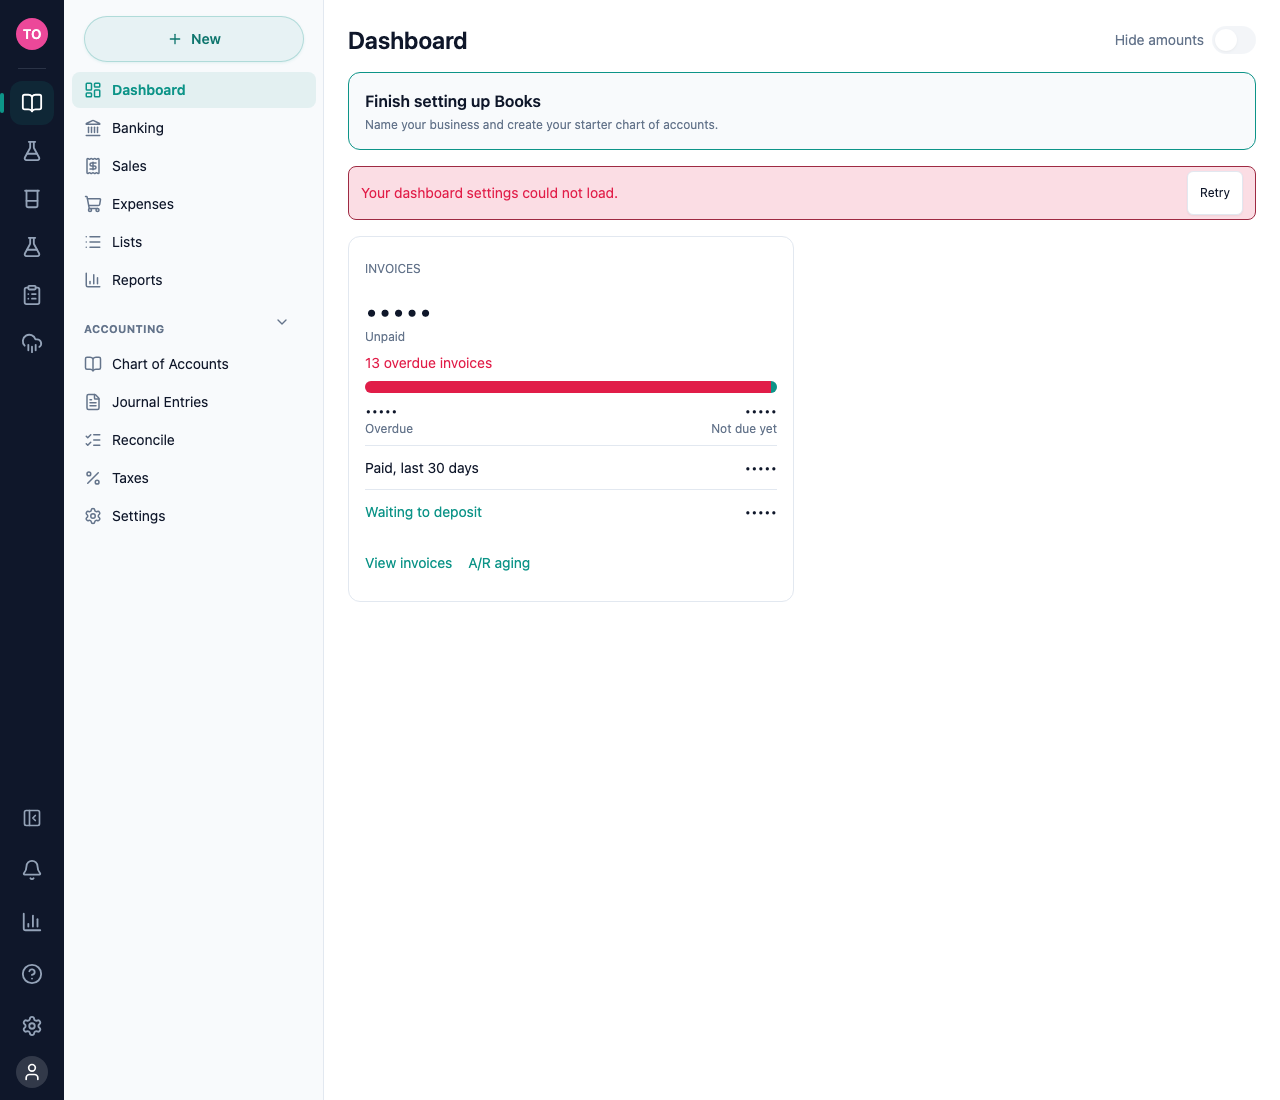 TO
New
Dashboard
Banking
Sales
Expenses
Lists
Reports
ACCOUNTING
Chart of Accounts
Journal Entries
Reconcile
Taxes
Settings
Dashboard
Hide amounts
Finish setting up Books
Name your business and create your starter chart of accounts.
Your dashboard settings could not load.
Retry
INVOICES
•••••
Unpaid
13 overdue invoices
••••• •••••
Overdue Not due yet
Paid, last 30 days •••••
Waiting to deposit •••••
View invoices A/R aging